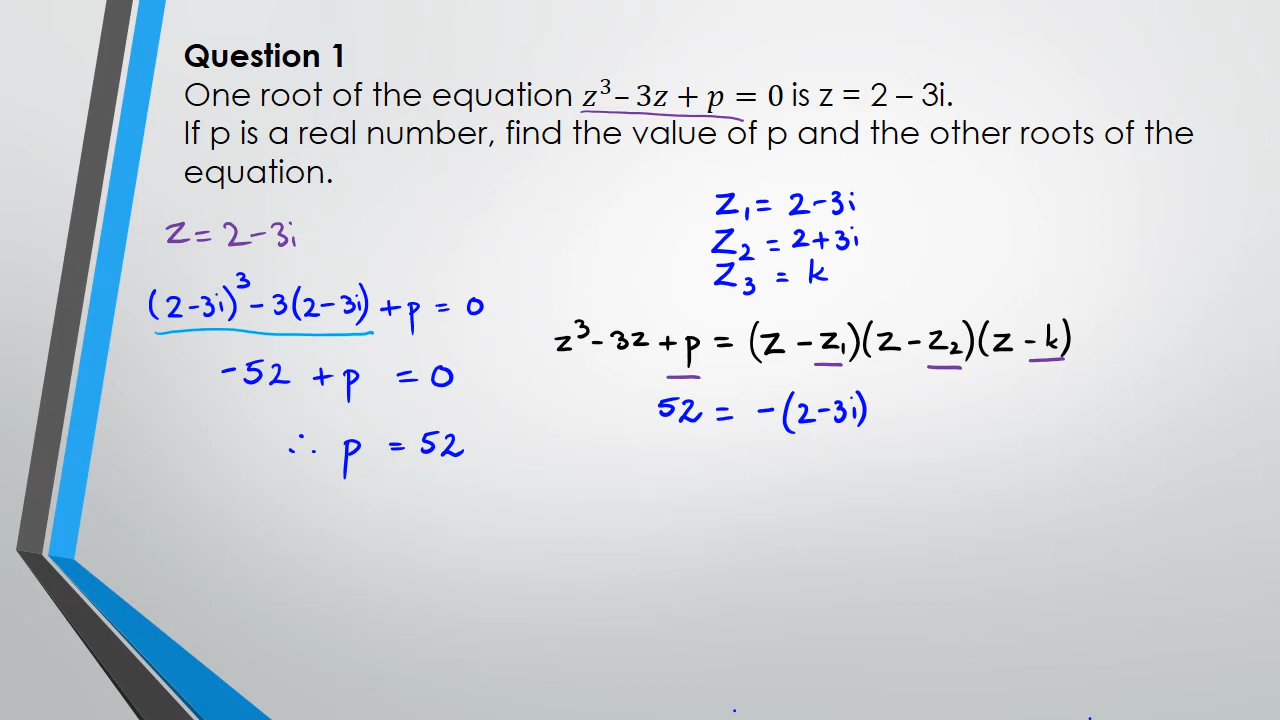 Question 1
One root of the equation z³– 3z + p = 0 is z = 2 – 3i.
If p is a real number, find the value of p and the other roots of the
equation.
z = 2 - 3i
(2-3i)³ - 3(2-3i) + p = 0
-52 + p = 0
∴ p = 52
z₁ = 2-3i
z₂ = 2+3i
z₃ = k
z³ - 3z + p = (z - z₁)(z - z₂)(z - k)
52 = -(2-3i)